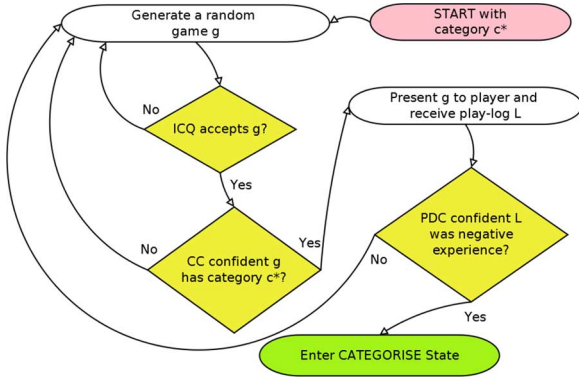 Generate a random
game g
START with
category c*
No
ICQ accepts g?
Yes
Present g to player and
receive play-log L
No
CC confident g
has category c*?
Yes
PDC confident L
was negative
experience?
No
Yes
Enter CATEGORISE State